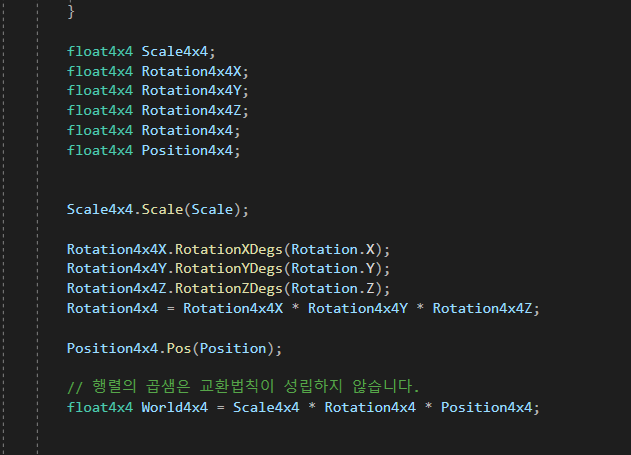 }
float4x4 Scale4x4;
float4x4 Rotation4x4X;
float4x4 Rotation4x4Y;
float4x4 Rotation4x4Z;
float4x4 Rotation4x4;
float4x4 Position4x4;
Scale4x4.Scale(Scale);
Rotation4x4X.RotationXDegs(Rotation.X);
Rotation4x4Y.RotationYDegs(Rotation.Y);
Rotation4x4Z.RotationZDegs(Rotation.Z);
Rotation4x4 = Rotation4x4X * Rotation4x4Y * Rotation4x4Z;
Position4x4.Pos(Position);
// 행렬의 곱샘은 교환법칙이 성립하지 않습니다.
float4x4 World4x4 = Scale4x4 * Rotation4x4 * Position4x4;